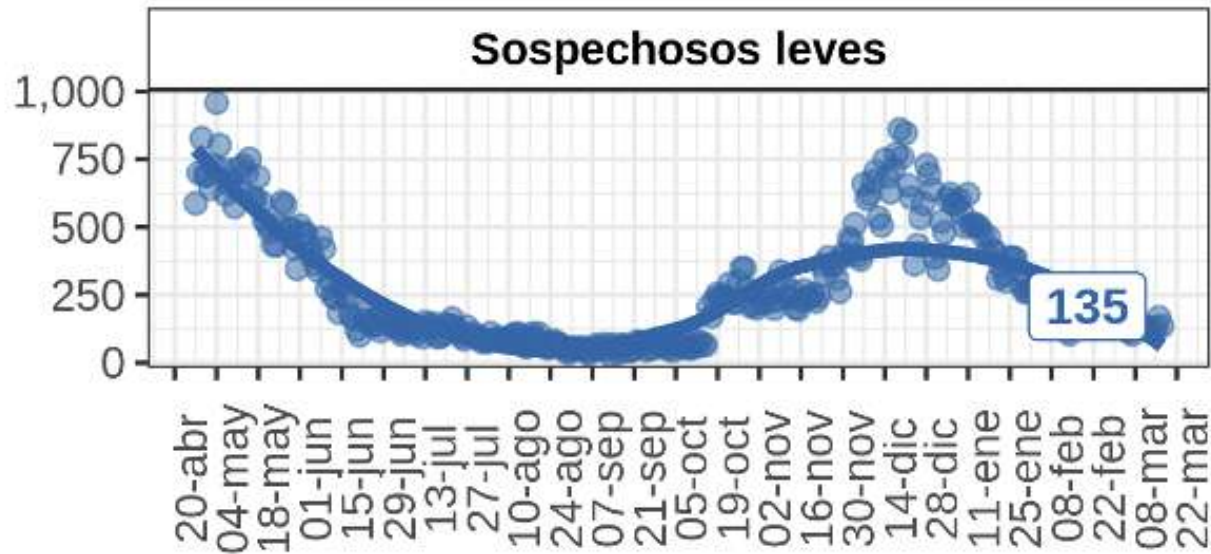 Sospechosos leves
1,000
750
500
250
0
135
20-abr
04-may
18-may
01-jun
15-jun
29-jun
13-jul
27-jul
10-ago
24-ago
07-sep
21-sep
05-oct
19-oct
02-nov
16-nov
30-nov
14-dic
28-dic
11-ene
25-ene
08-feb
22-feb
08-mar
22-mar